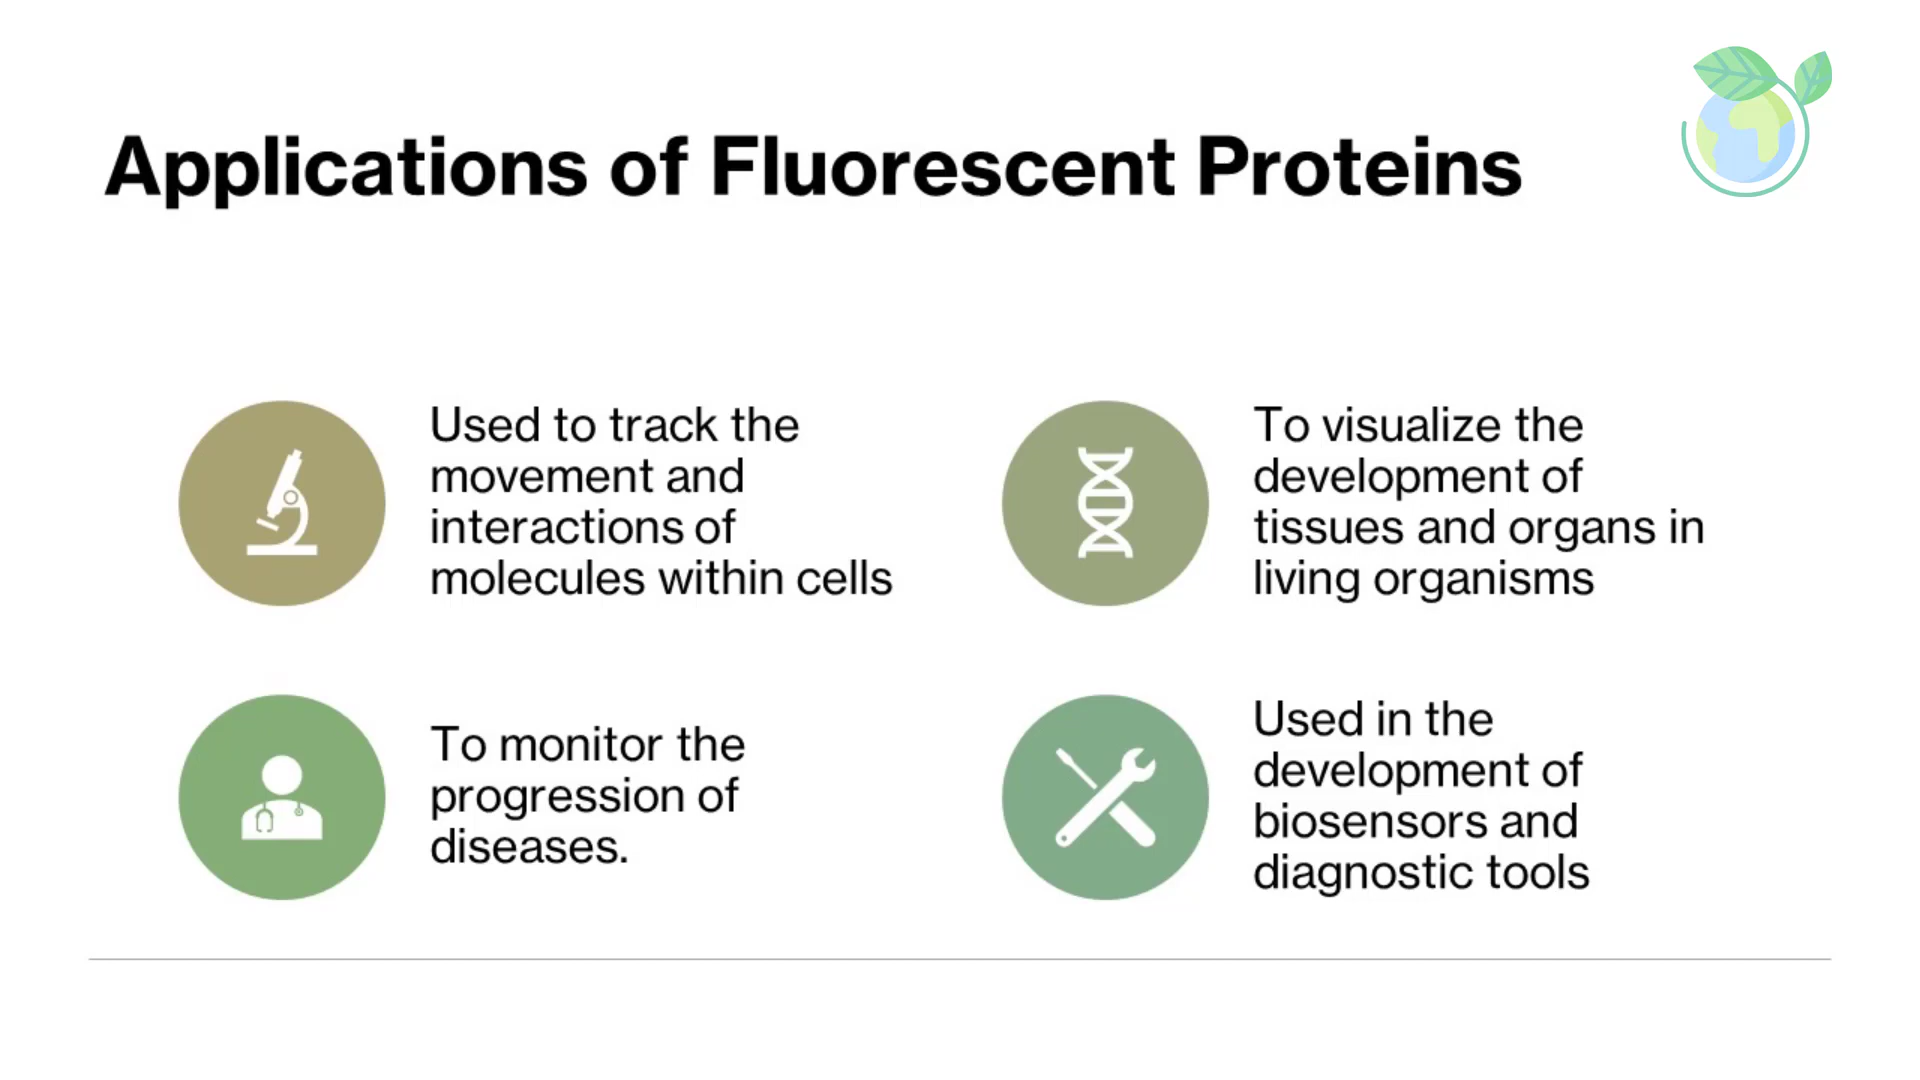 Applications of Fluorescent Proteins
Used to track the
movement and
interactions of
molecules within cells
To visualize the
development of
tissues and organs in
living organisms
To monitor the
progression of
diseases.
Used in the
development of
biosensors and
diagnostic tools